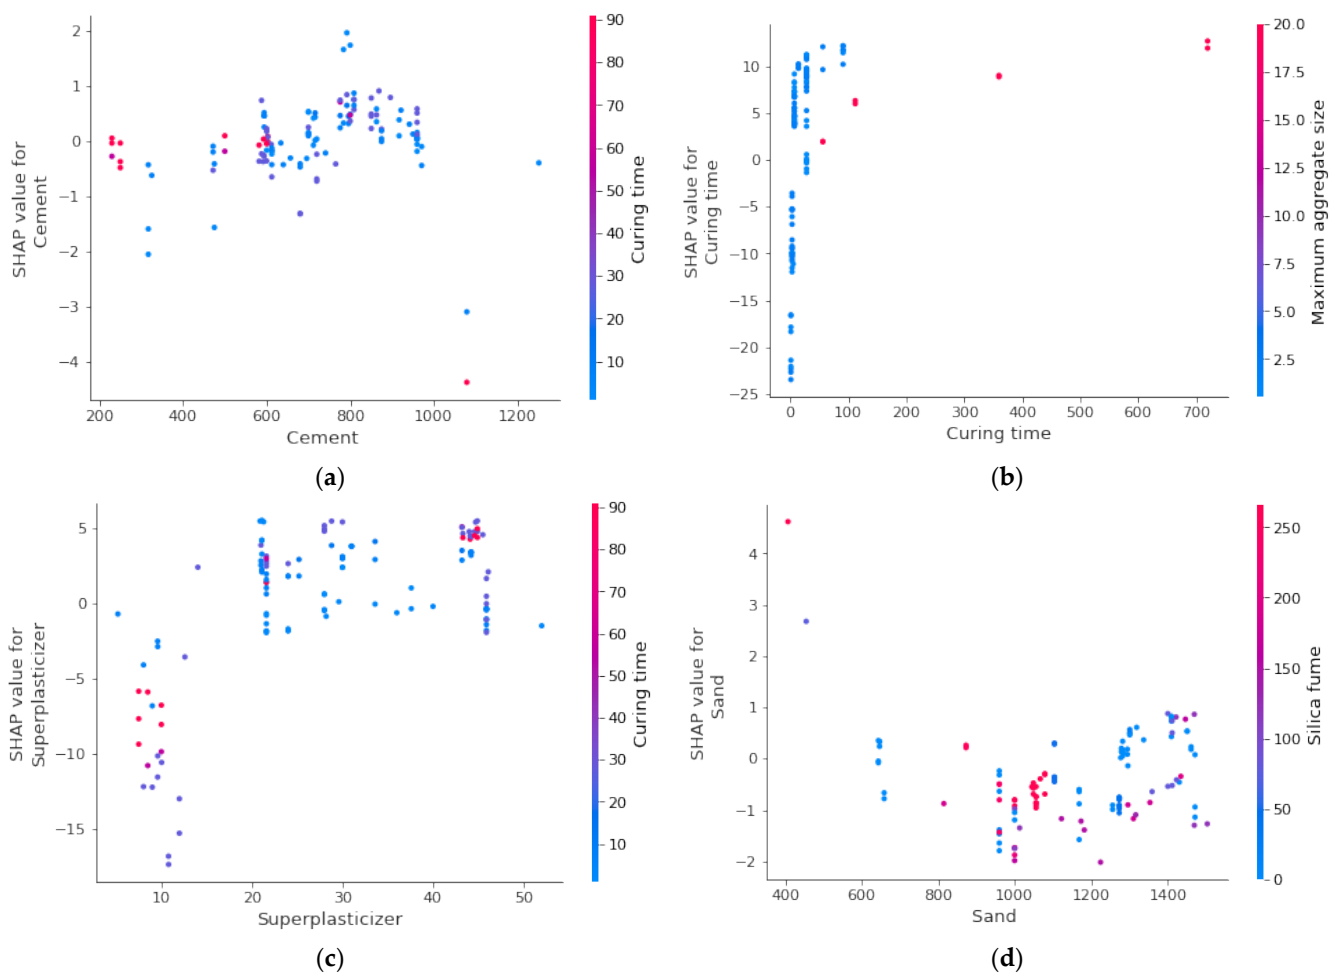 2
1
0
−1
−2
−3
−4
SHAP value for
Cement
200 400 600 800 1000 1200
Cement
90
80
70
60
50
40
30
20
10
Curing time
(a)
10
5
0
−5
−10
−15
−20
−25
SHAP value for
Curing time
0 100 200 300 400 500 600 700
Curing time
20.0
17.5
15.0
12.5
10.0
7.5
5.0
2.5
Maximum aggregate size
(b)
5
0
−5
−10
−15
SHAP value for
Superplasticizer
10 20 30 40 50
Superplasticizer
90
80
70
60
50
40
30
20
10
Curing time
(c)
4
3
2
1
0
−1
−2
SHAP value for
Sand
400 600 800 1000 1200 1400
Sand
250
200
150
100
50
0
Silica fume
(d)